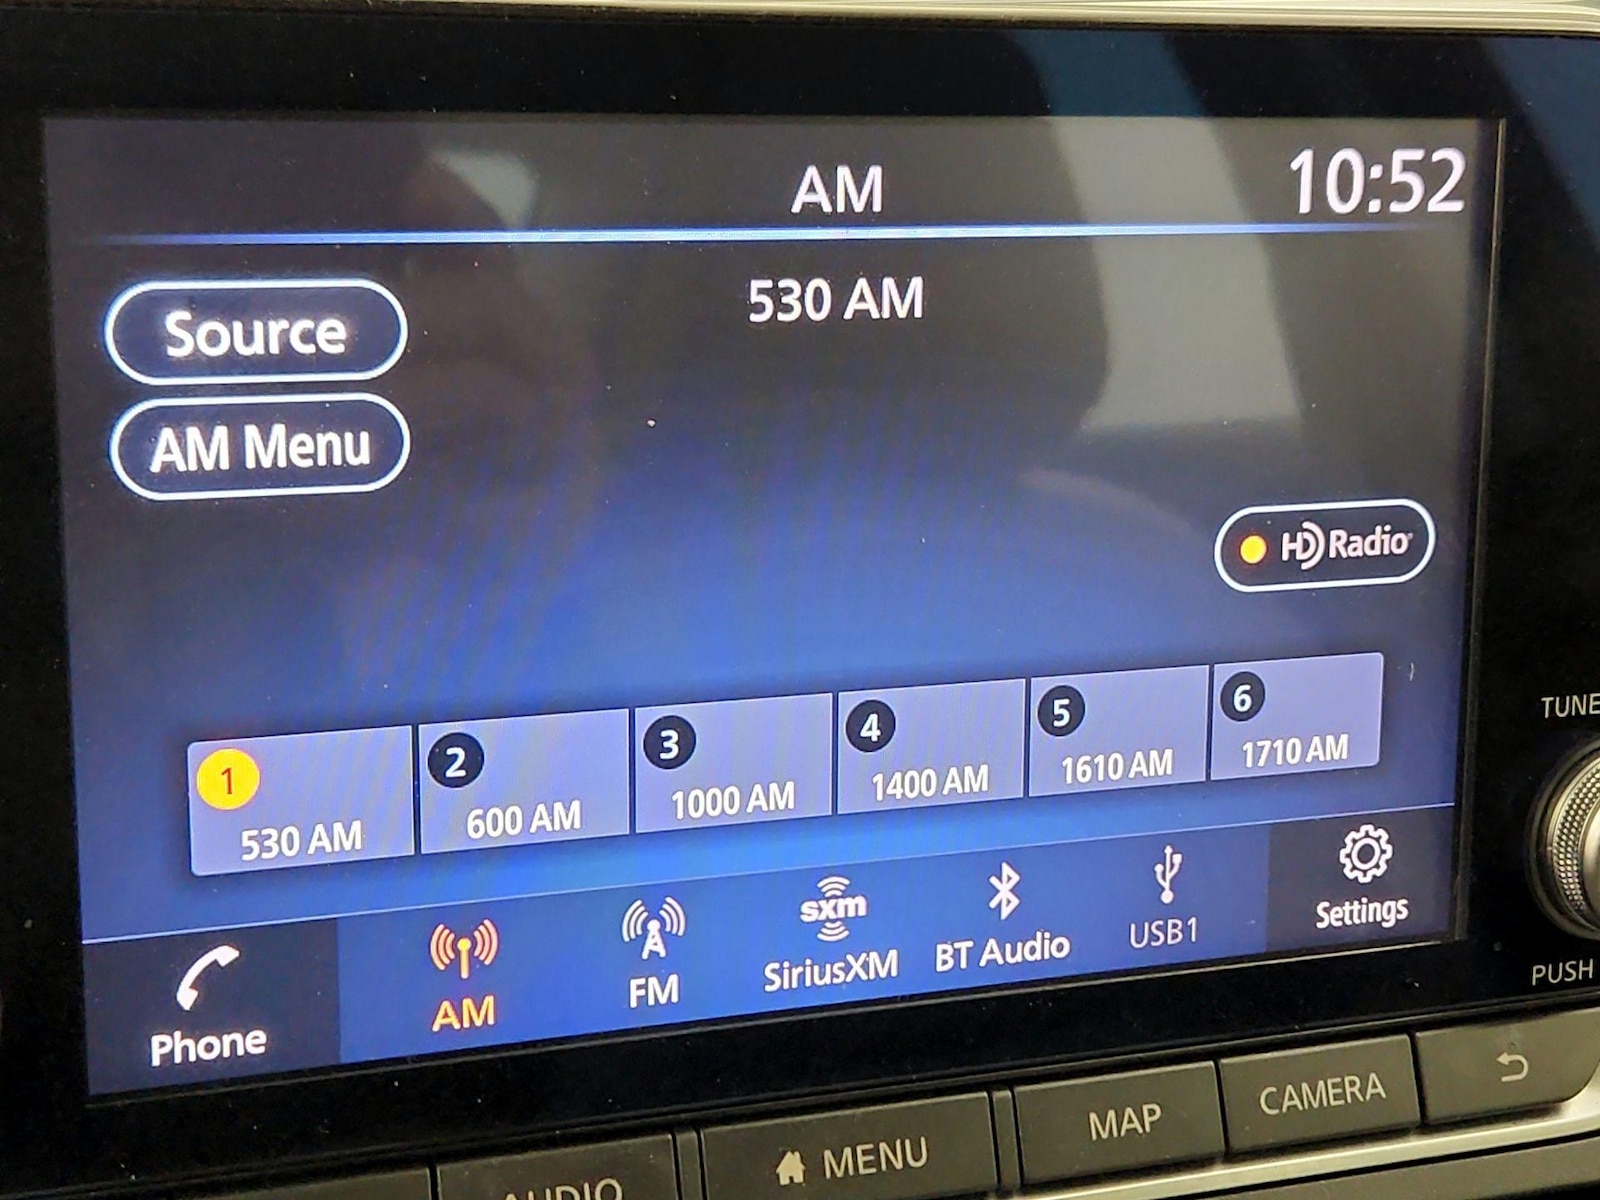 AM
10:52
530 AM
Source
AM Menu
HD Radio
1
530 AM
2
600 AM
3
1000 AM
4
1400 AM
5
1610 AM
6
1710 AM
Phone
AM
FM
sxm
SiriusXM
BT Audio
USB1
Settings
TUNE
PUSH
AUDIO
MENU
MAP
CAMERA